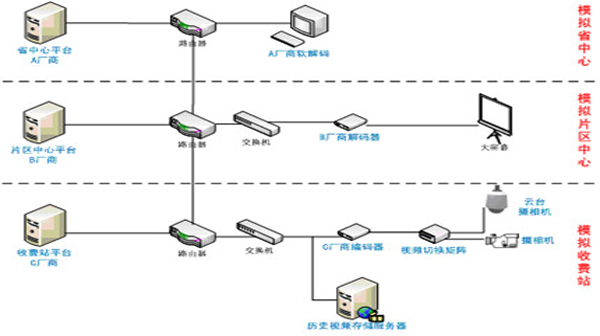 省中心平台
A厂商
路由器
A厂商软解码
模拟省中心
片区中心平台
B厂商
路由器
交换机
B厂商解码器
大屏幕
模拟片区中心
收费站平台
C厂商
路由器
交换机
C厂商编码器
视频切换矩阵
云台
摄相机
摄相机
历史视频存储服务器
模拟收费站